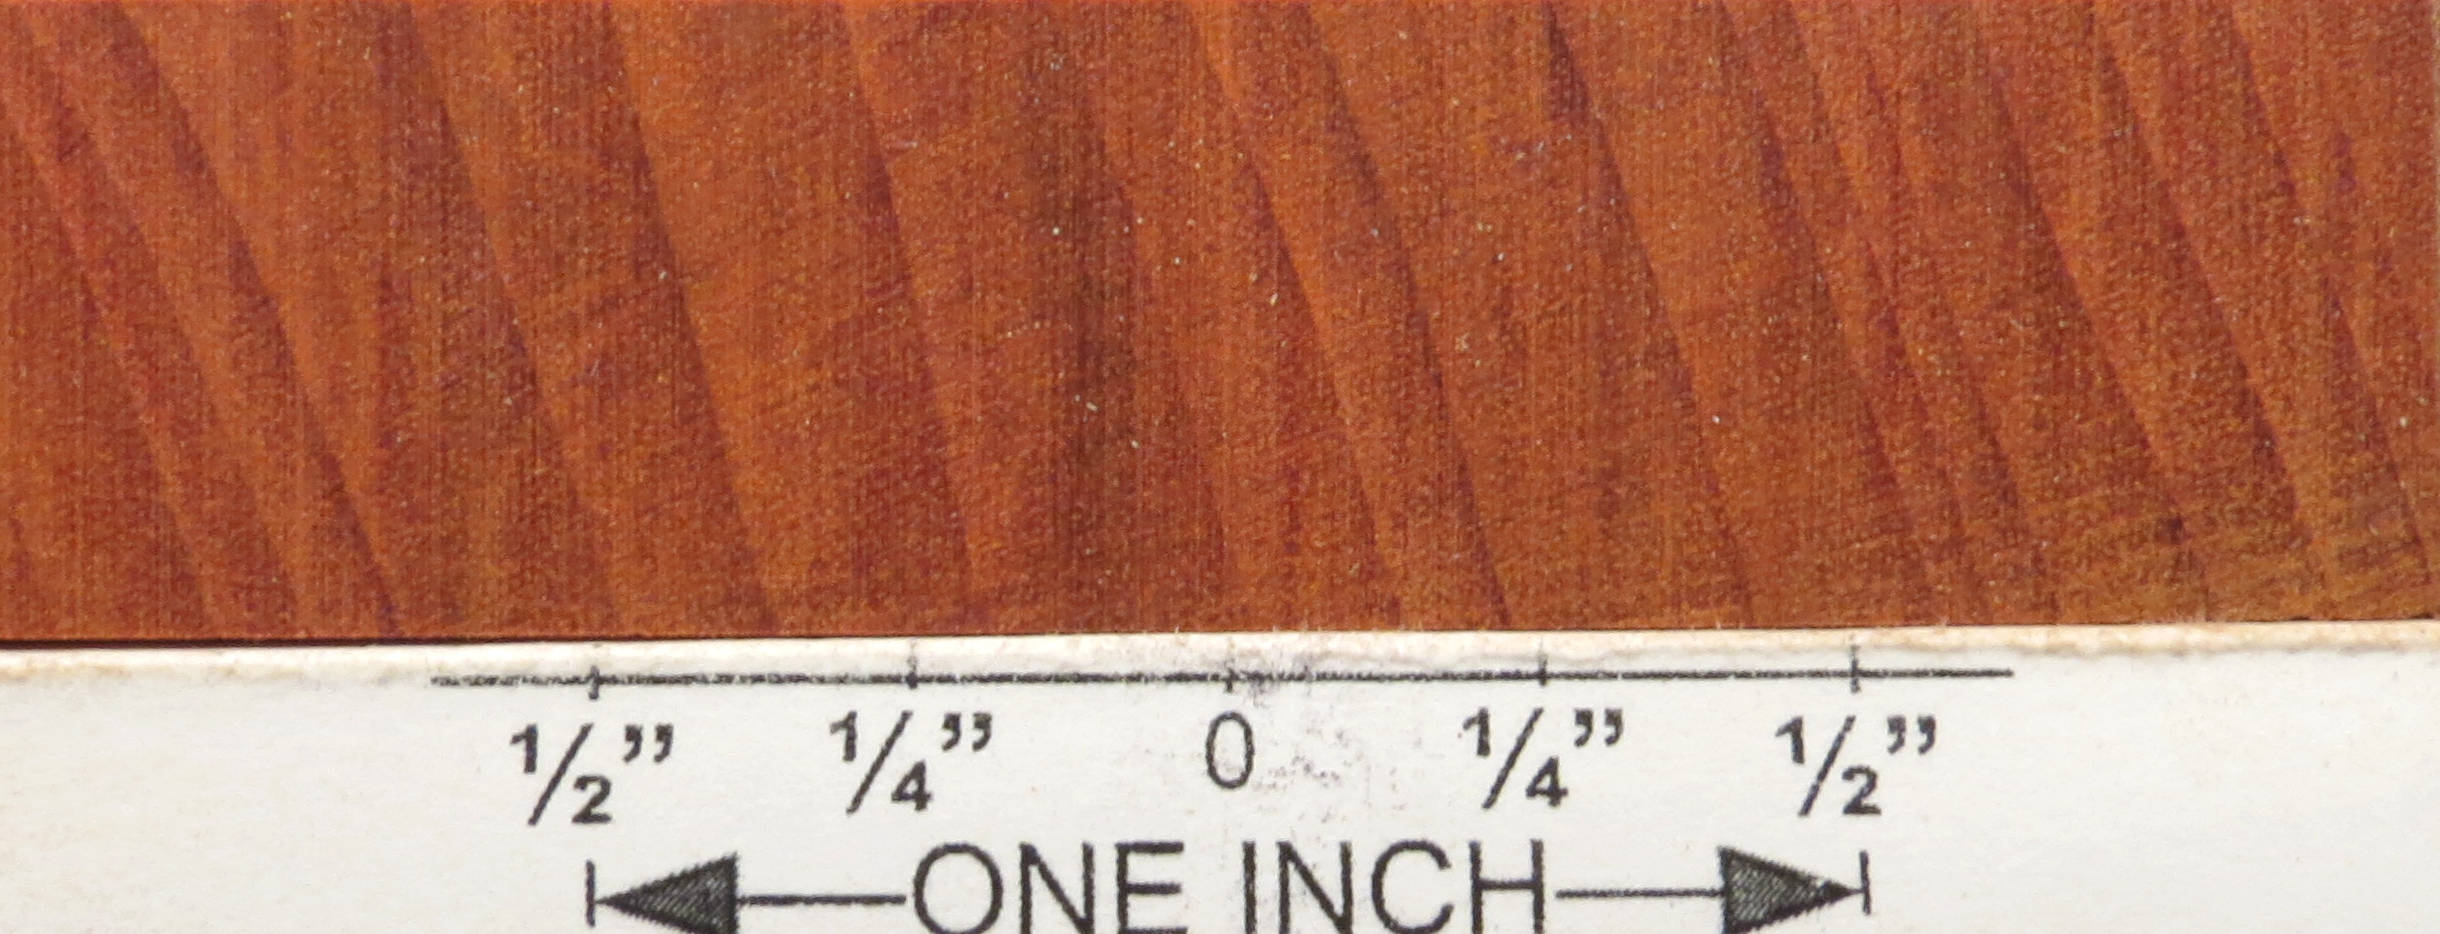 1/2” 1/4” 0 1/4” 1/2”
ONE INCH